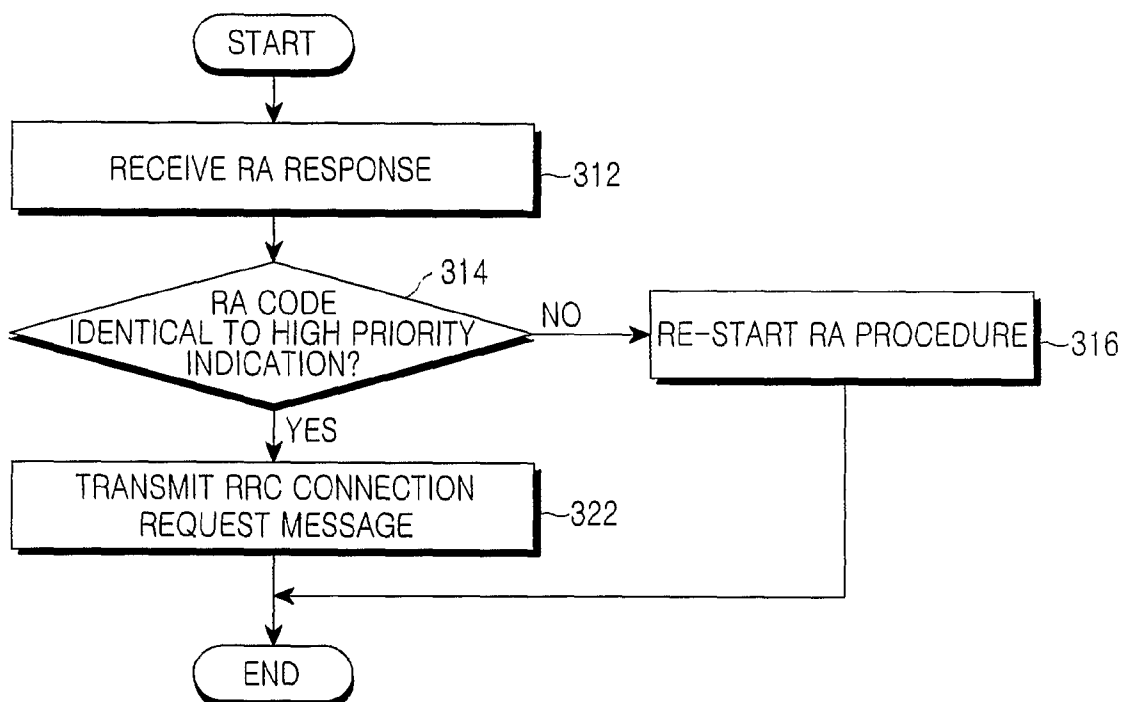 START
RECEIVE RA RESPONSE
312
314
RA CODE
IDENTICAL TO HIGH PRIORITY
INDICATION?
NO
RE-START RA PROCEDURE
316
YES
TRANSMIT RRC CONNECTION
REQUEST MESSAGE
322
END